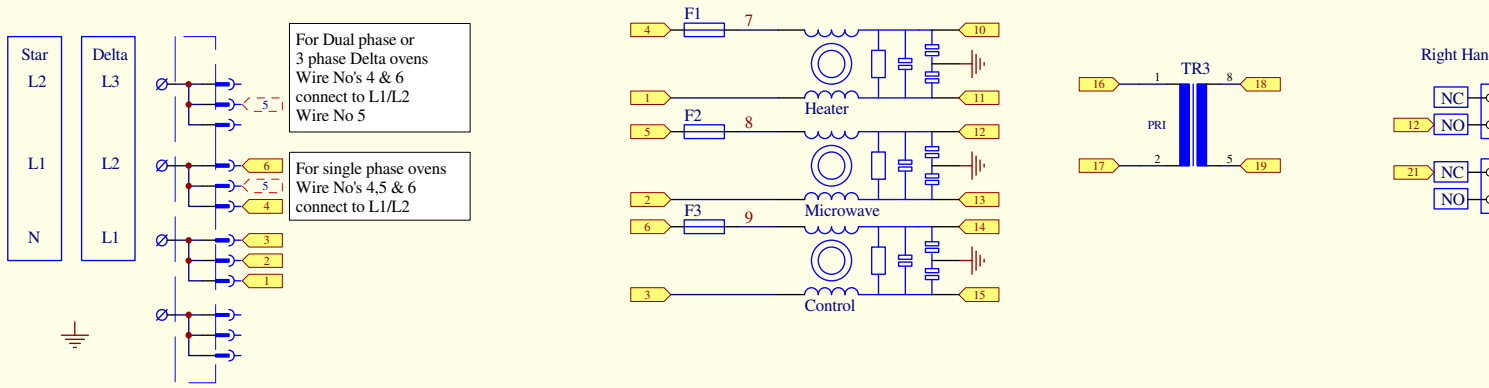 Star
Delta
L2
L3
L1
L2
N
L1
5
6
5
4
3
2
1
For Dual phase or
3 phase Delta ovens
Wire No's 4 & 6
connect to L1/L2
Wire No 5
For single phase ovens
Wire No's 4,5 & 6
connect to L1/L2
4
F1
7
10
1
11
Heater
5
F2
8
12
2
13
Microwave
6
F3
9
14
3
15
Control
TR3
16
1
8
18
PRI
17
2
5
19
Right Han
NC
12
NO
21
NC
NO